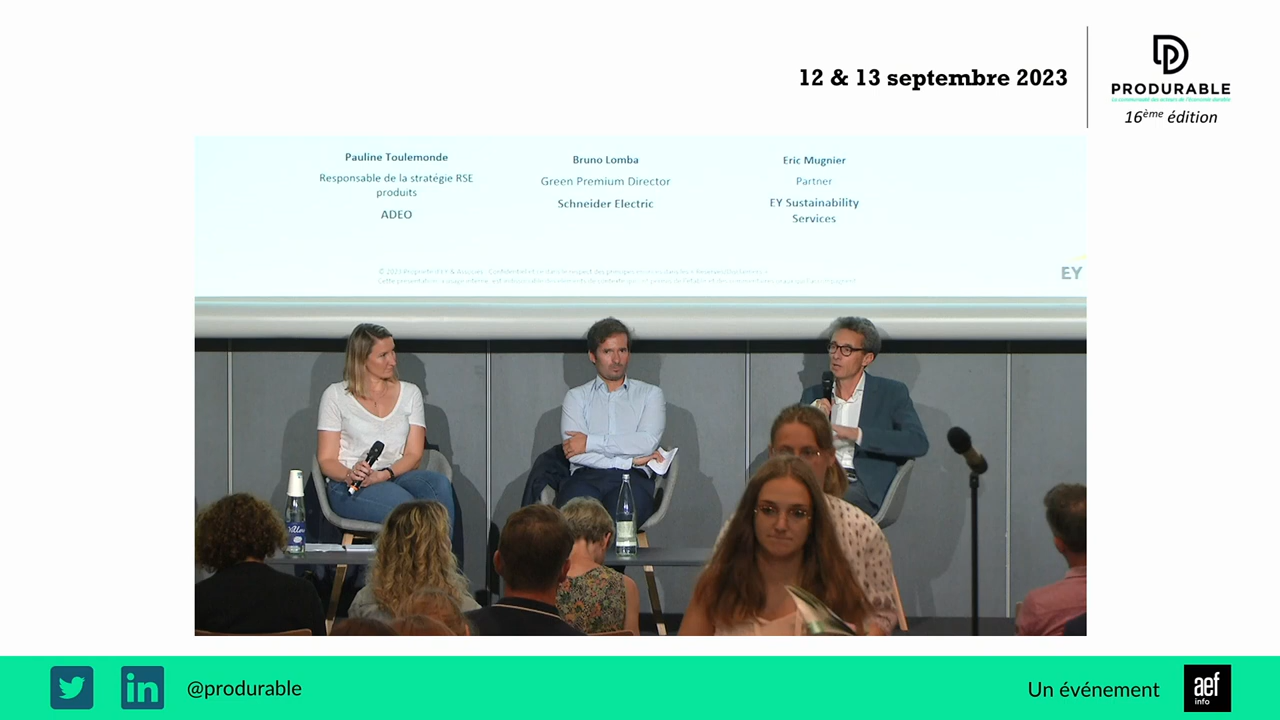 12 & 13 septembre 2023
PRODURABLE
16ème édition
Pauline Toulemonde
Responsable de la stratégie RSE
produits
ADEO
Bruno Lomba
Green Premium Director
Schneider Electric
Eric Mugnier
Partner
EY Sustainability
Services
EY
@produrable
Un événement
aef
info